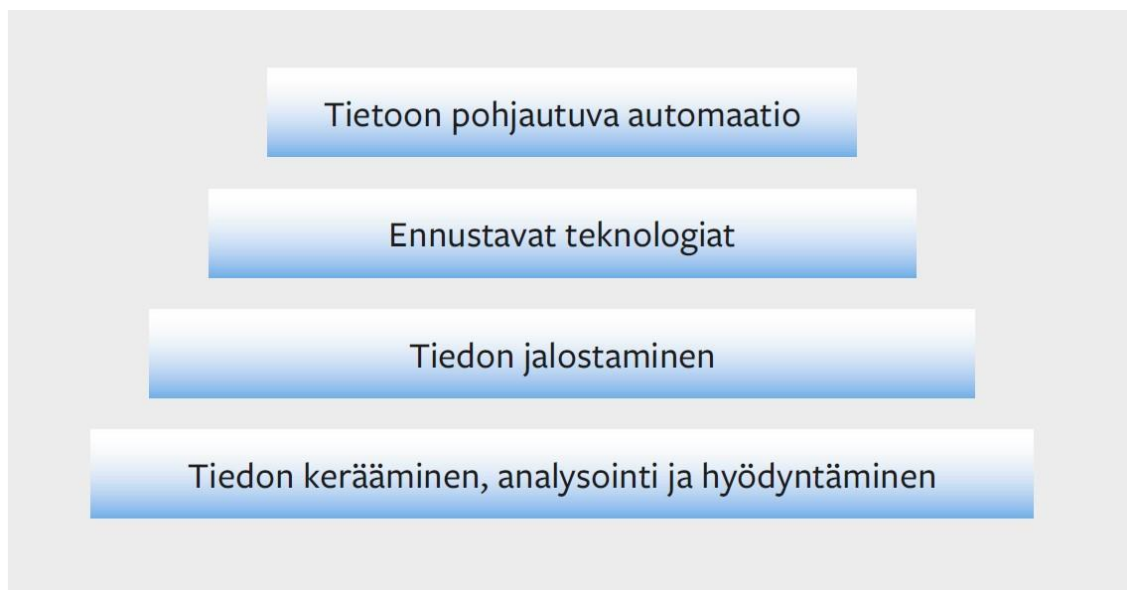 Tietoon pohjautuva automaatio
Ennustavat teknologiat
Tiedon jalostaminen
Tiedon kerääminen, analysointi ja hyödyntäminen